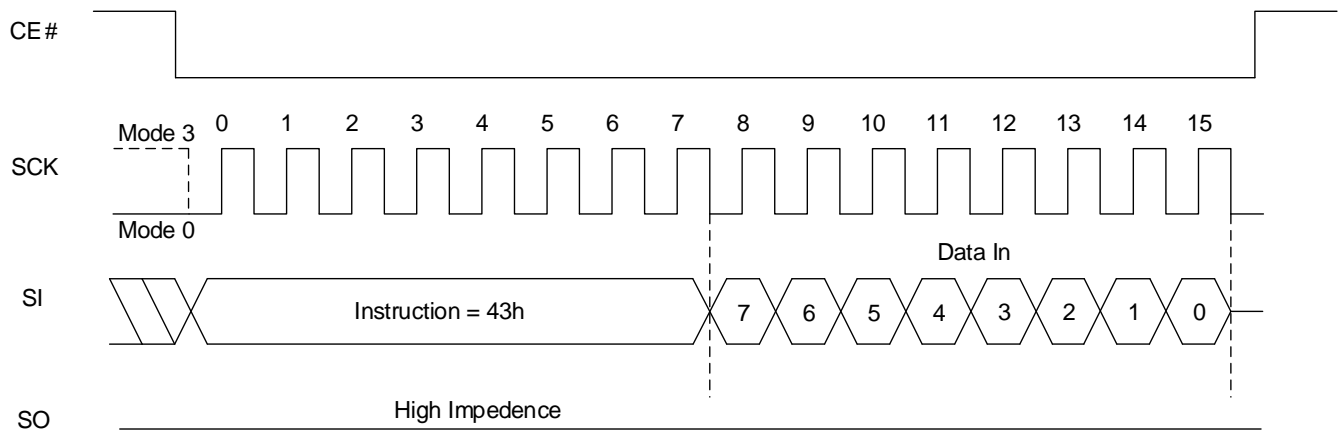 CE#
Mode 3 0 1 2 3 4 5 6 7 8 9 10 11 12 13 14 15
SCK
Mode 0
Data In
SI Instruction = 43h 7 6 5 4 3 2 1 0
High Impedence
SO